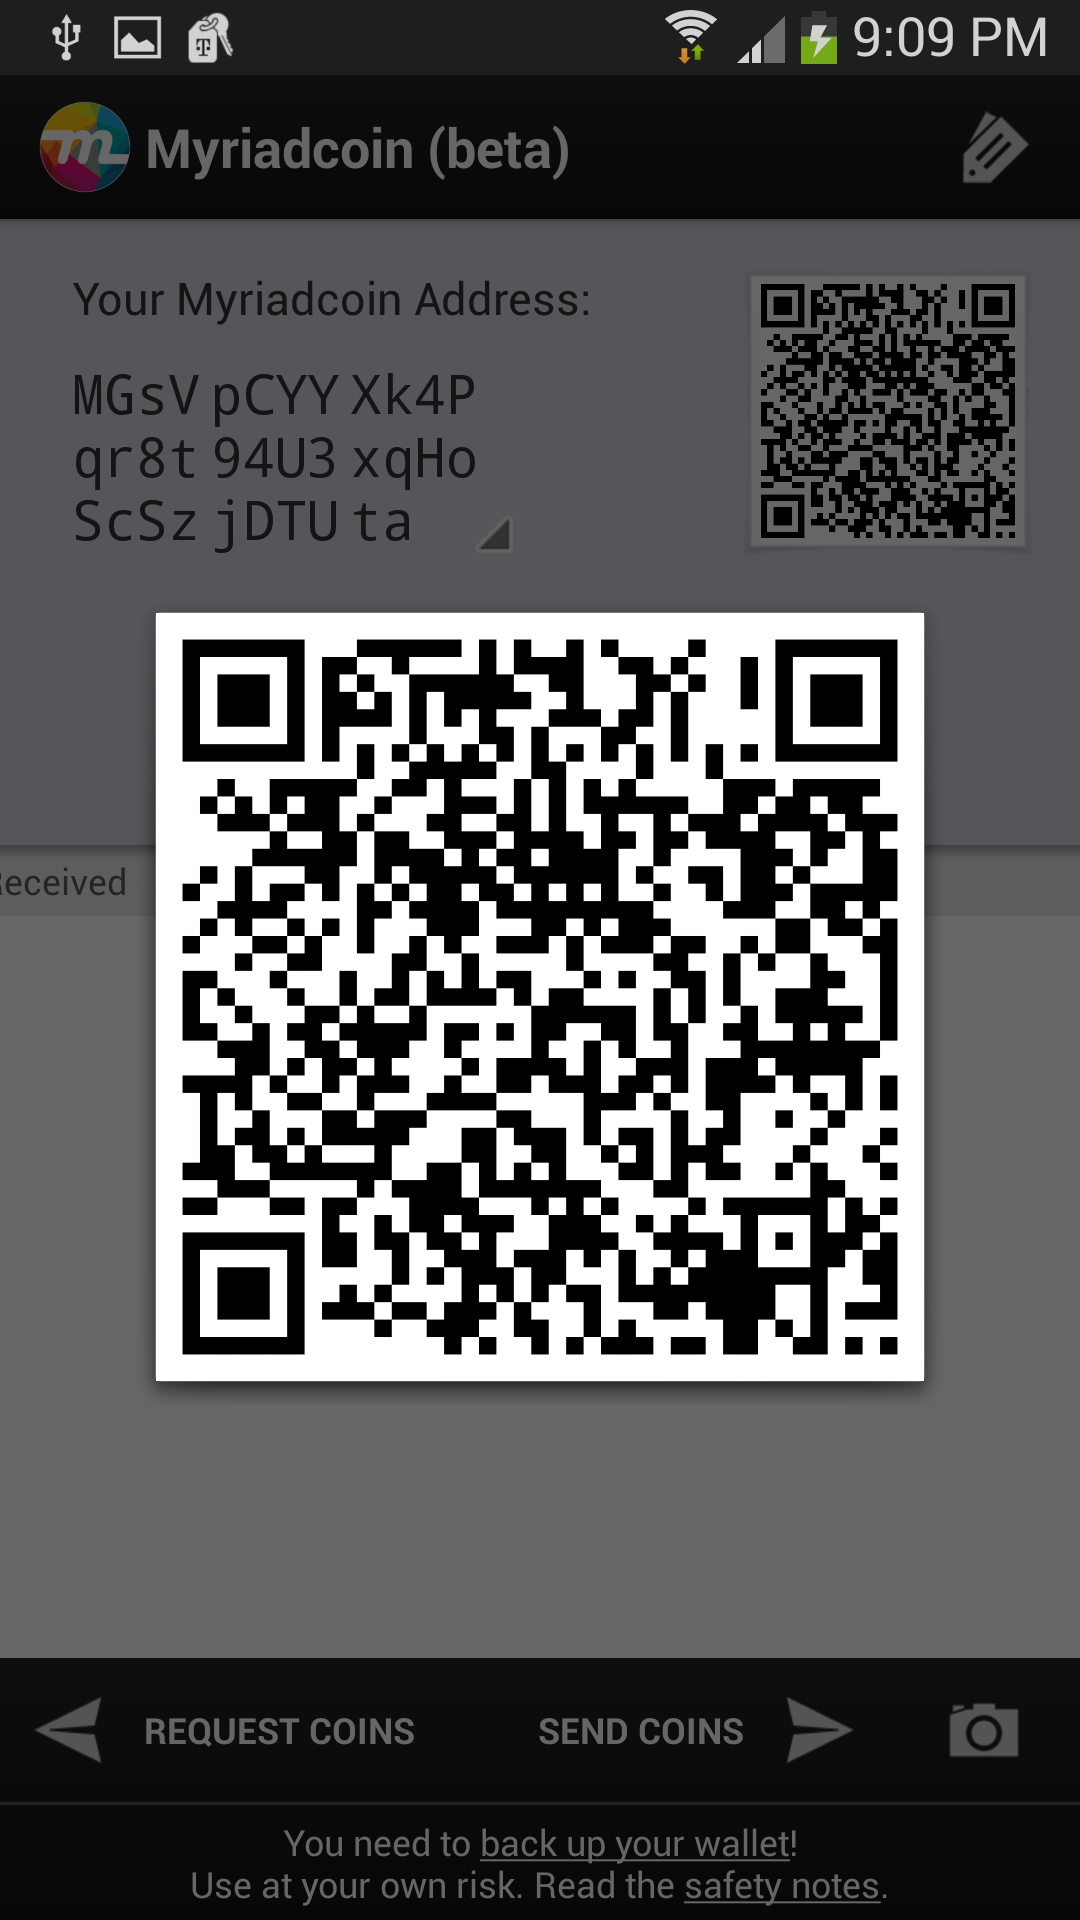 9:09 PM
Myriadcoin (beta)
Your Myriadcoin Address:
MGsV pCYY Xk4P
qr8t 94U3 xqHo
ScSz jDTU ta
Received
REQUEST COINS SEND COINS
You need to back up your wallet!
Use at your own risk. Read the safety notes.